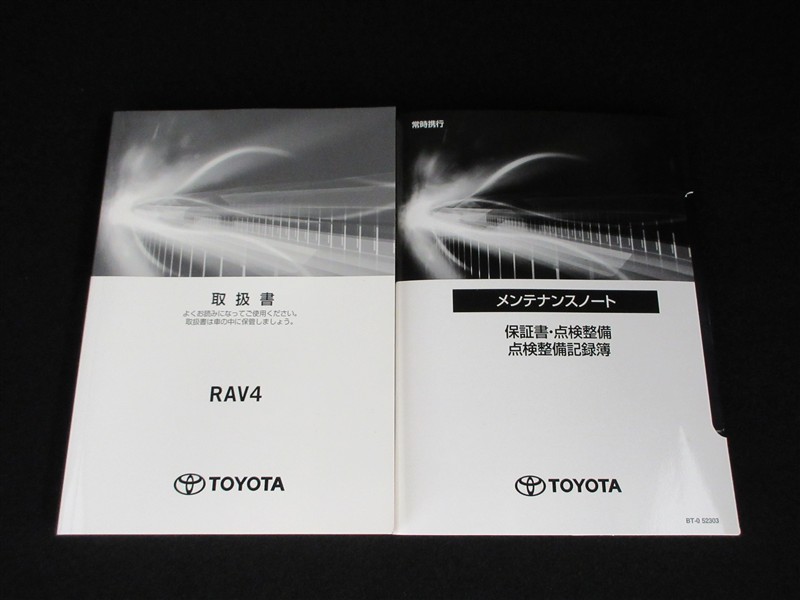 取扱書
よくお読みになってご使用ください。
取扱書は車の中に保管しましょう。
RAV4
TOYOTA
常時携行
メンテナンスノート
保証書・点検整備
点検整備記録簿
TOYOTA
BT-0 52303